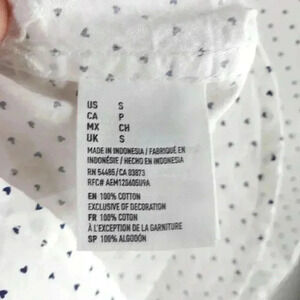 US S
CA P
MX CH
UK S
MADE IN INDONESIA / FABRIQUÉ EN
INDONÉSIE / HECHO EN INDONESIA
RN 54485/CA 03873
RFC# AEM1206605U9A
EN 100% COTTON
EXCLUSIVE OF DECORATION
FR 100% COTON
À L'EXCEPTION DE LA GARNITURE
SP 100% ALGODÓN